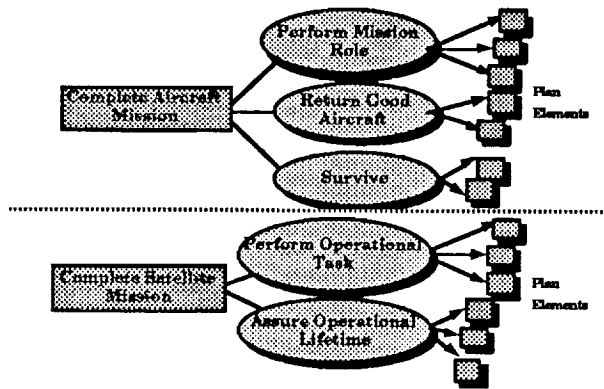 Perform Mission
Role
Complete Aircraft
Mission
Return Good
Aircraft
Plan
Elements
Survive
Perform Operational
Task
Complete Satellite
Mission
Plan
Elements
Assure Operational
Lifetime